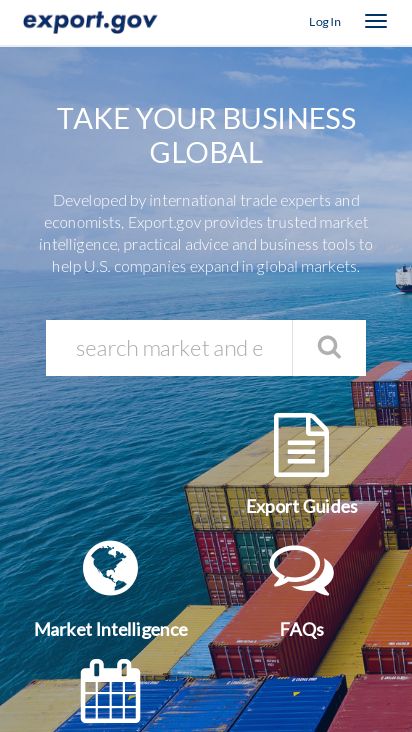 export.gov
Log In
TAKE YOUR BUSINESS
GLOBAL
Developed by international trade experts and
economists, Export.gov provides trusted market
intelligence, practical advice and business tools to
help U.S. companies expand in global markets.
search market and e
Export Guides
Market Intelligence
FAQs